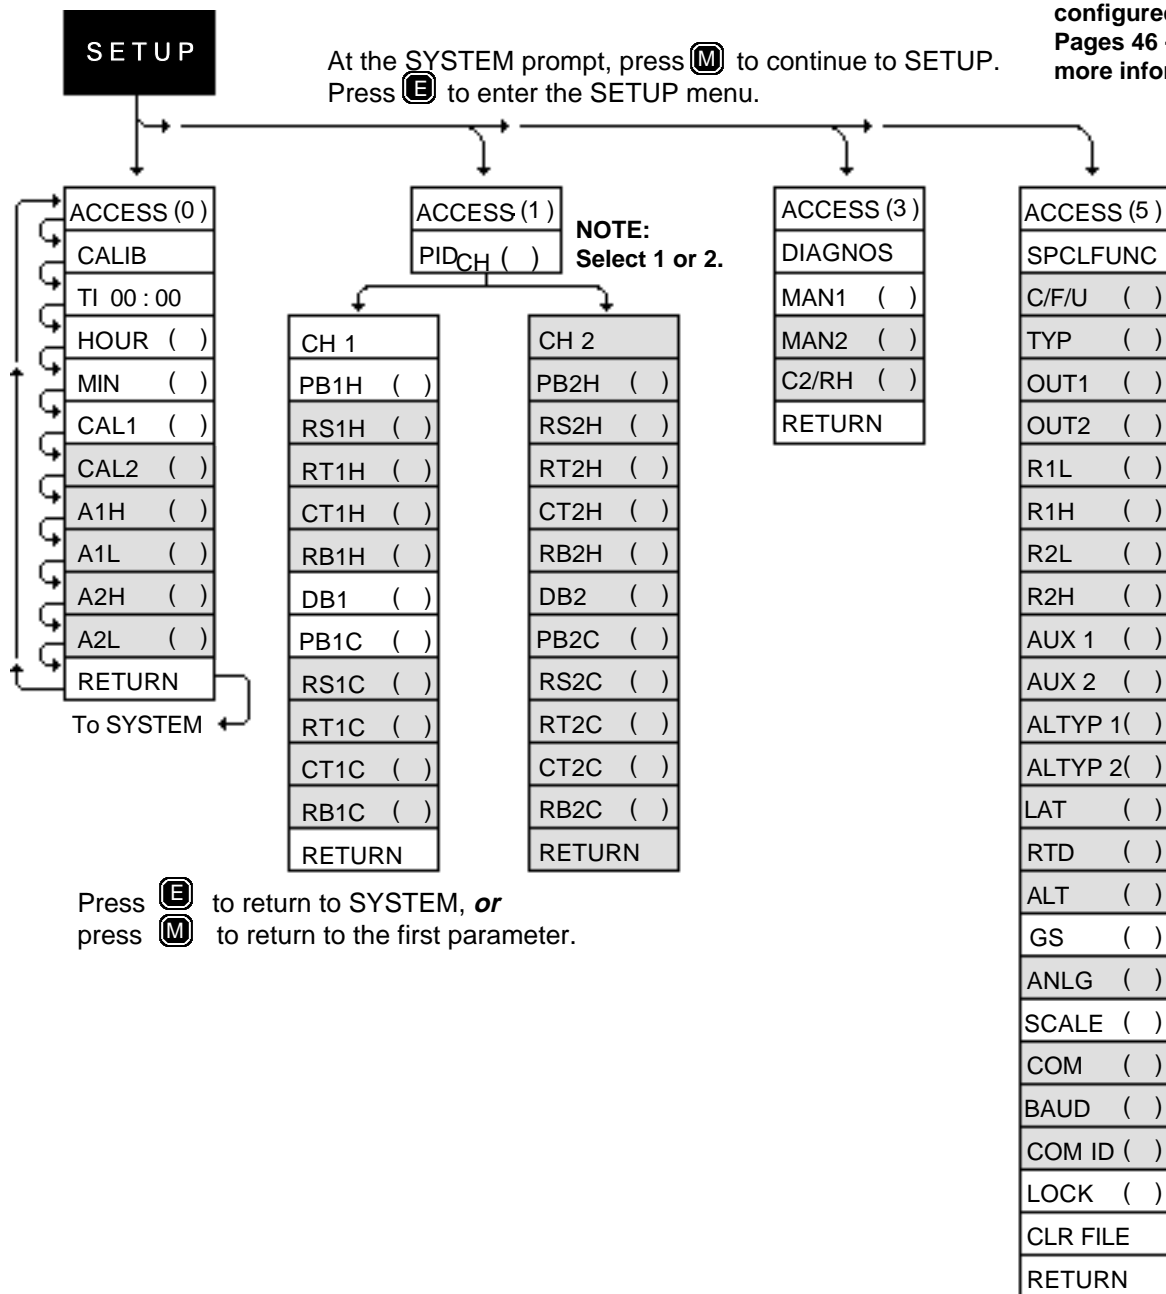 configured
Pages 46
more infor
SETUP
At the SYSTEM prompt, press M to continue to SETUP.
Press E to enter the SETUP menu.
ACCESS (0)
CALIB
TI 00 : 00
HOUR ( )
MIN ( )
CAL1 ( )
CAL2 ( )
A1H ( )
A1L ( )
A2H ( )
A2L ( )
RETURN
To SYSTEM
ACCESS (1)
PID CH ( )
NOTE:
Select 1 or 2.
CH 1
PB1H ( )
RS1H ( )
RT1H ( )
CT1H ( )
RB1H ( )
DB1 ( )
PB1C ( )
RS1C ( )
RT1C ( )
CT1C ( )
RB1C ( )
RETURN
CH 2
PB2H ( )
RS2H ( )
RT2H ( )
CT2H ( )
RB2H ( )
DB2 ( )
PB2C ( )
RS2C ( )
RT2C ( )
CT2C ( )
RB2C ( )
RETURN
ACCESS (3)
DIAGNOS
MAN1 ( )
MAN2 ( )
C2/RH ( )
RETURN
ACCESS (5)
SPCLFUNC
C/F/U ( )
TYP ( )
OUT1 ( )
OUT2 ( )
R1L ( )
R1H ( )
R2L ( )
R2H ( )
AUX 1 ( )
AUX 2 ( )
ALTYP 1( )
ALTYP 2( )
LAT ( )
RTD ( )
ALT ( )
GS ( )
ANLG ( )
SCALE ( )
COM ( )
BAUD ( )
COM ID ( )
LOCK ( )
CLR FILE
RETURN
Press E to return to SYSTEM, or
press M to return to the first parameter.